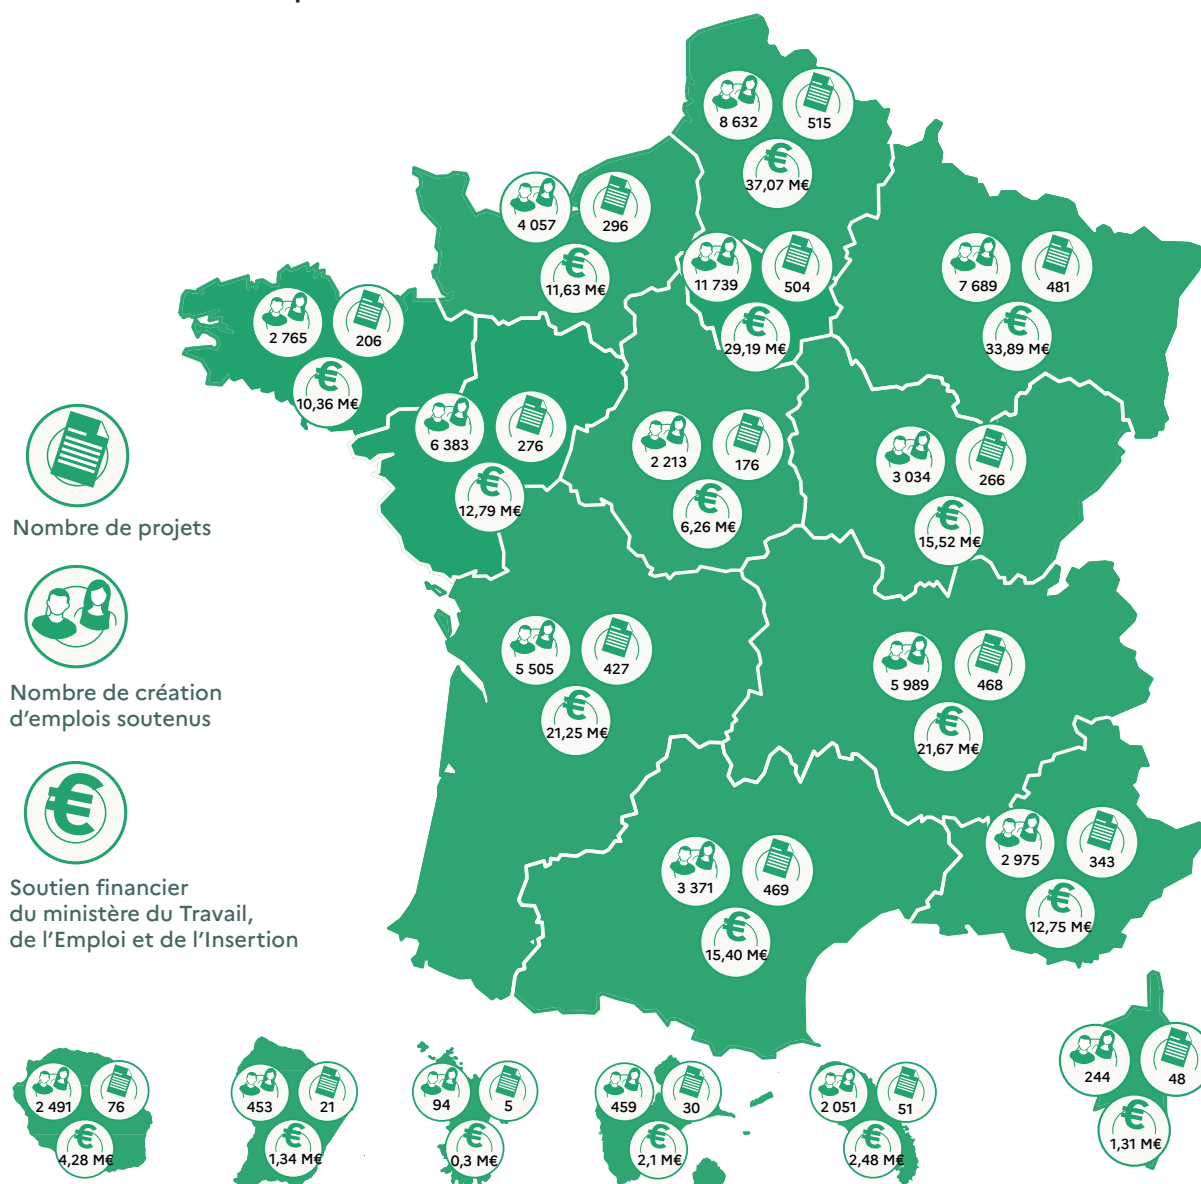 8 632
515
37,07 M€
4 057
296
11,63 M€
11 739
504
29,19 M€
7 689
481
33,89 M€
2 765
206
10,36 M€
6 383
276
12,79 M€
2 213
176
6,26 M€
3 034
266
15,52 M€
Nombre de projets
Nombre de création
d'emplois soutenus
Soutien financier
du ministère du Travail,
de l'Emploi et de l'Insertion
5 505
427
21,25 M€
5 989
468
21,67 M€
3 371
469
15,40 M€
2 975
343
12,75 M€
2 491
76
4,28 M€
453
21
1,34 M€
94
5
0,3 M€
459
30
2,1 M€
2 051
51
2,48 M€
244
48
1,31 M€